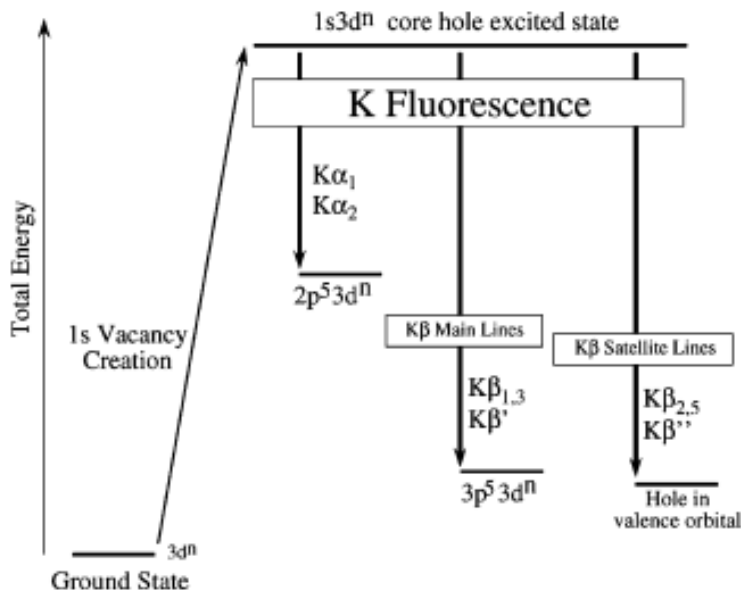 1s3dⁿ core hole excited state
K Fluorescence
Kα₁
Kα₂
2p⁵3dⁿ
Total Energy
1s Vacancy
Creation
Kβ Main Lines
Kβ Satellite Lines
Kβ₁,₃
Kβ'
Kβ₂,₅
Kβ''
3p⁵3dⁿ
Hole in
valence orbital
3dⁿ
Ground State